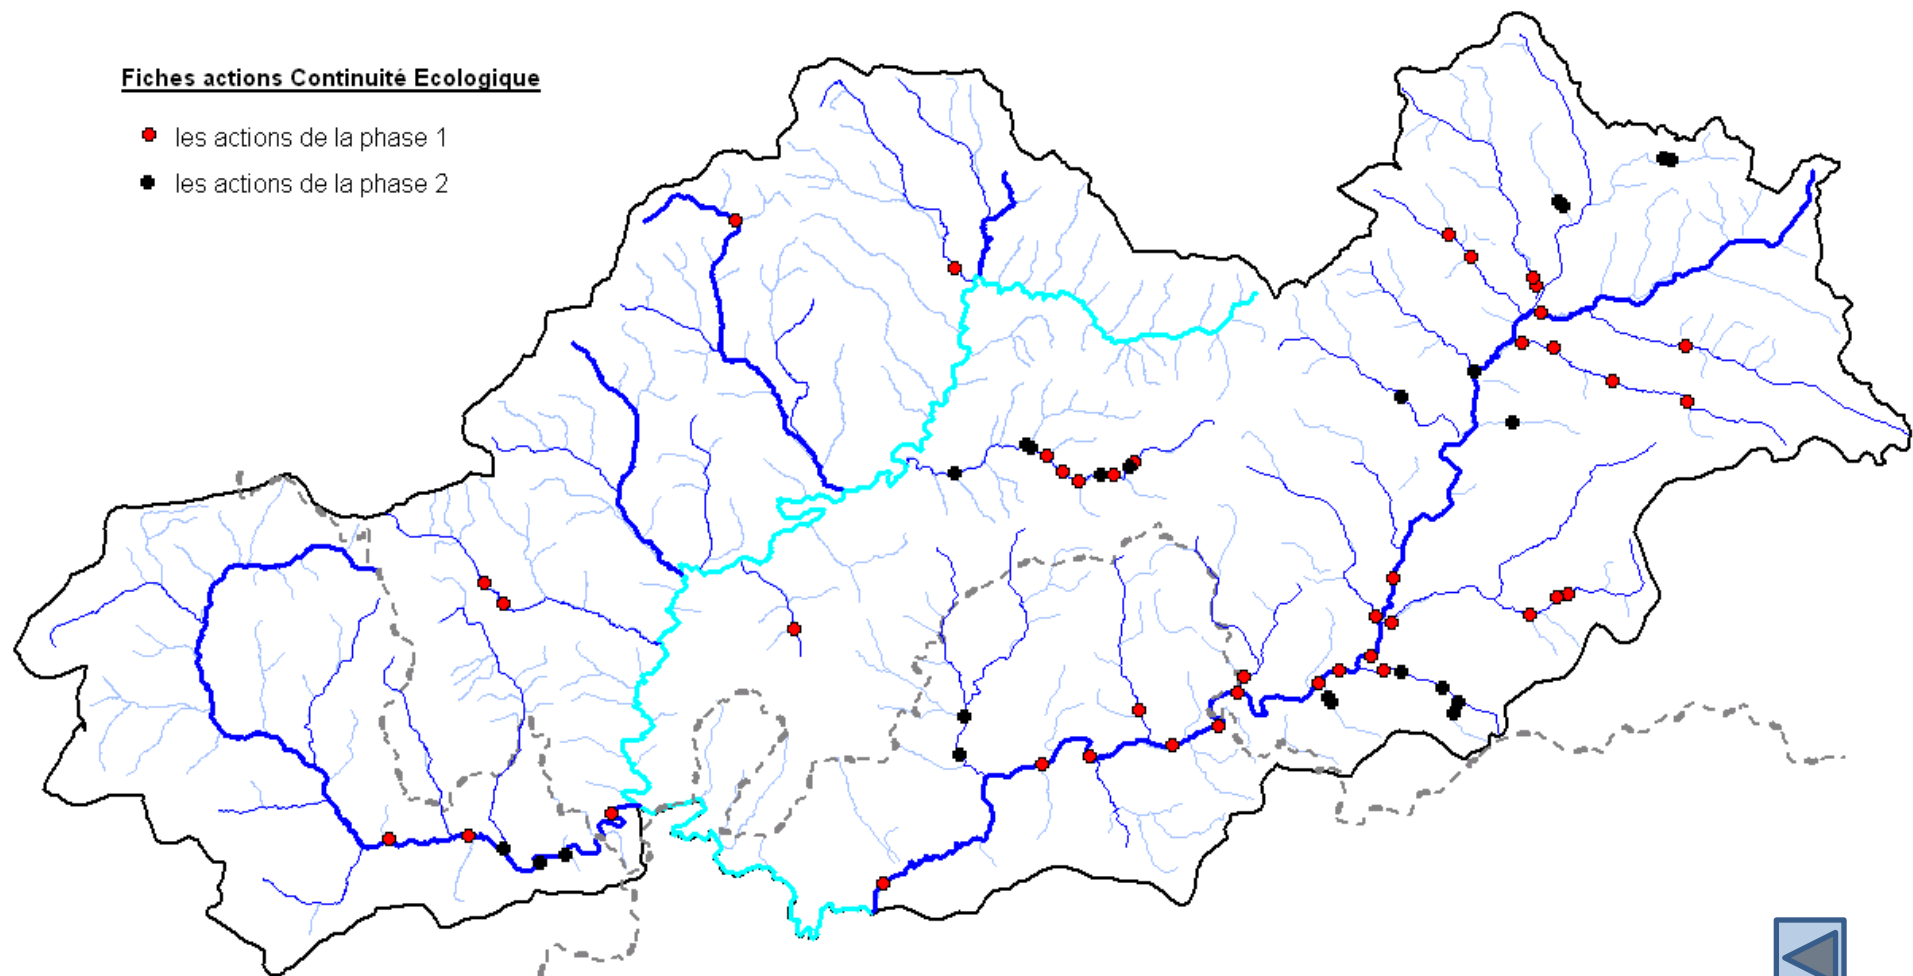 Fiches actions Continuité Ecologique
les actions de la phase 1
les actions de la phase 2